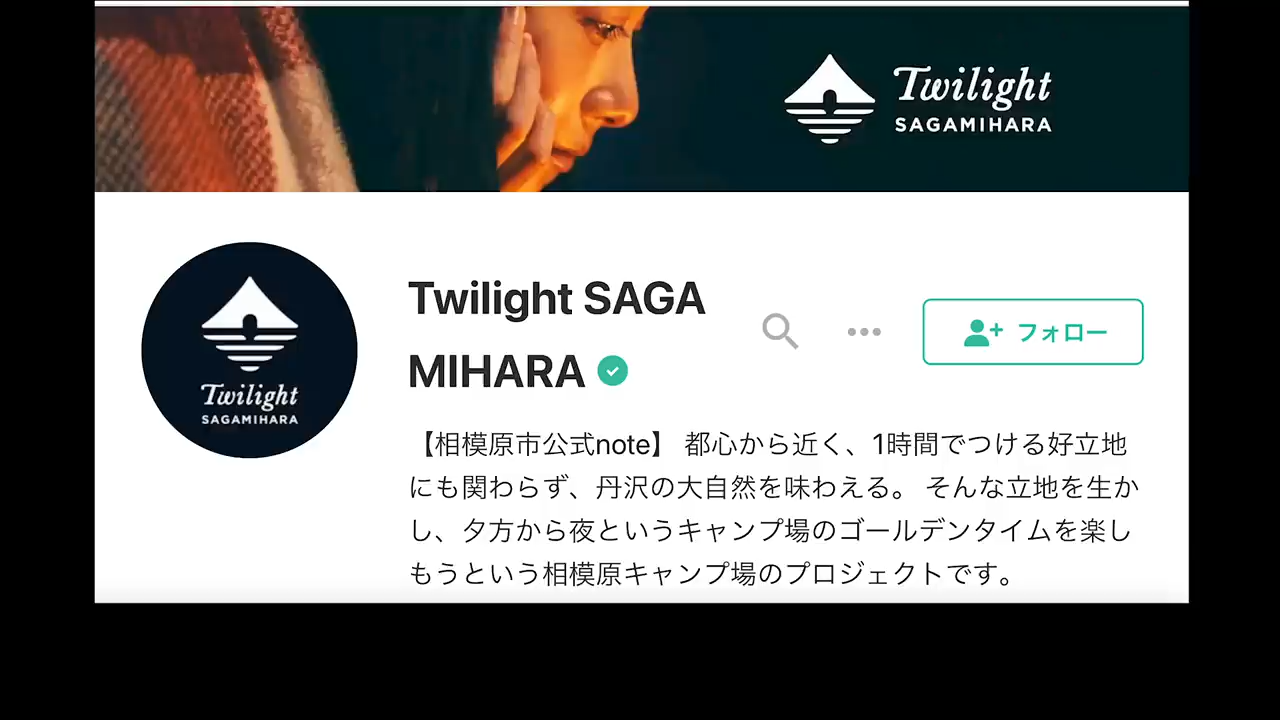 Twilight
SAGAMIHARA
Twilight SAGA
MIHARA
フォロー
Twilight
SAGAMIHARA
【相模原市公式note】 都心から近く、1時間でつける好立地
にも関わらず、丹沢の大自然を味わえる。 そんな立地を生か
し、夕方から夜というキャンプ場のゴールデンタイムを楽し
もうという相模原キャンプ場のプロジェクトです。